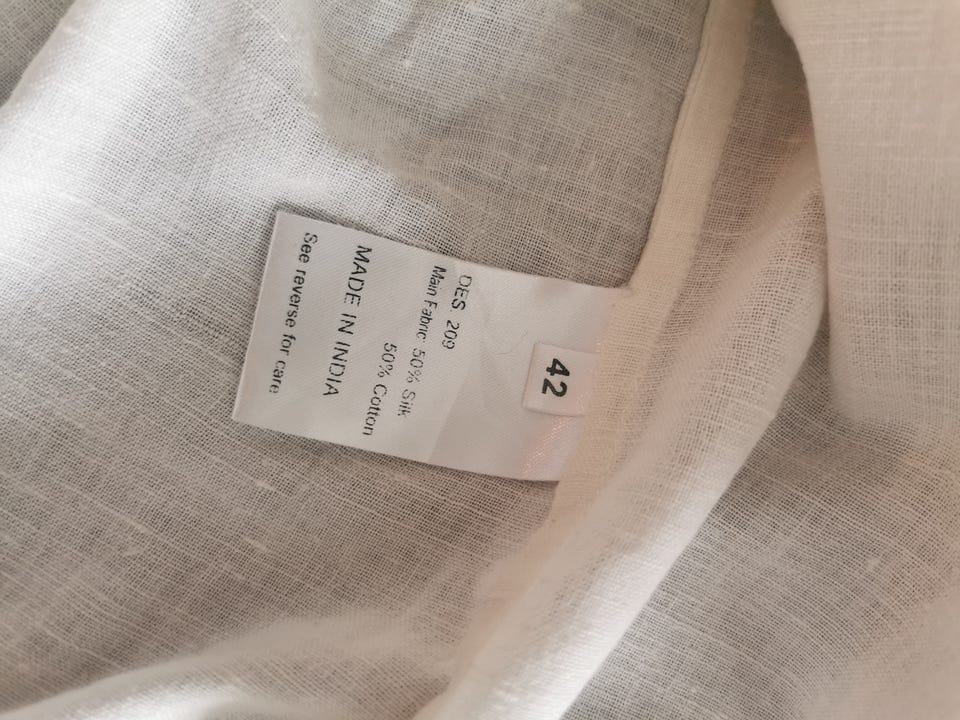 42
DES. 209
Main Fabric: 50% Silk
50% Cotton
MADE IN INDIA
See reverse for care